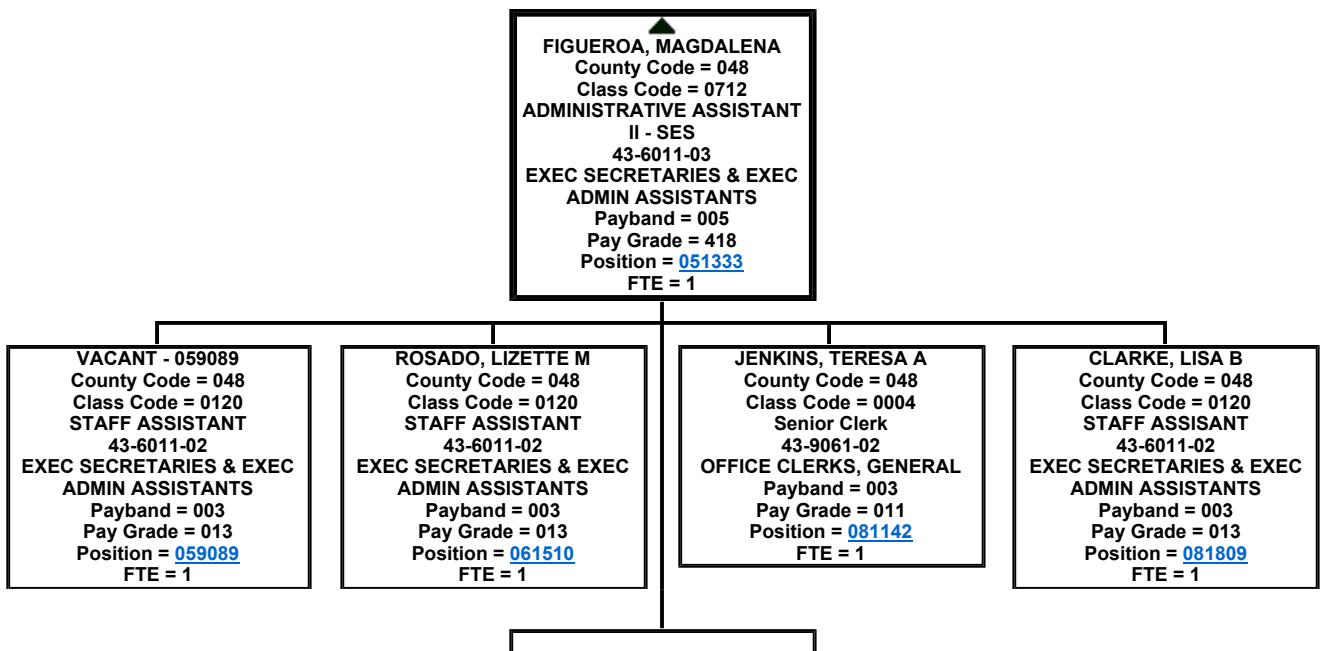 FIGUEROA, MAGDALENA
County Code = 048
Class Code = 0712
ADMINISTRATIVE ASSISTANT
II - SES
43-6011-03
EXEC SECRETARIES & EXEC
ADMIN ASSISTANTS
Payband = 005
Pay Grade = 418
Position = 051333
FTE = 1
VACANT - 059089
County Code = 048
Class Code = 0120
STAFF ASSISTANT
43-6011-02
EXEC SECRETARIES & EXEC
ADMIN ASSISTANTS
Payband = 003
Pay Grade = 013
Position = 059089
FTE = 1
ROSADO, LIZETTE M
County Code = 048
Class Code = 0120
STAFF ASSISTANT
43-6011-02
EXEC SECRETARIES & EXEC
ADMIN ASSISTANTS
Payband = 003
Pay Grade = 013
Position = 061510
FTE = 1
JENKINS, TERESA A
County Code = 048
Class Code = 0004
Senior Clerk
43-9061-02
OFFICE CLERKS, GENERAL
Payband = 003
Pay Grade = 011
Position = 081142
FTE = 1
CLARKE, LISA B
County Code = 048
Class Code = 0120
STAFF ASSISANT
43-6011-02
EXEC SECRETARIES & EXEC
ADMIN ASSISTANTS
Payband = 003
Pay Grade = 013
Position = 081809
FTE = 1